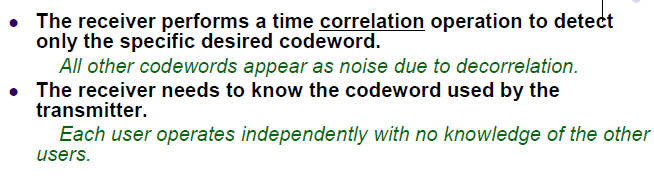 • The receiver performs a time correlation operation to detect
only the specific desired codeword.
All other codewords appear as noise due to decorrelation.
• The receiver needs to know the codeword used by the
transmitter.
Each user operates independently with no knowledge of the other
users.